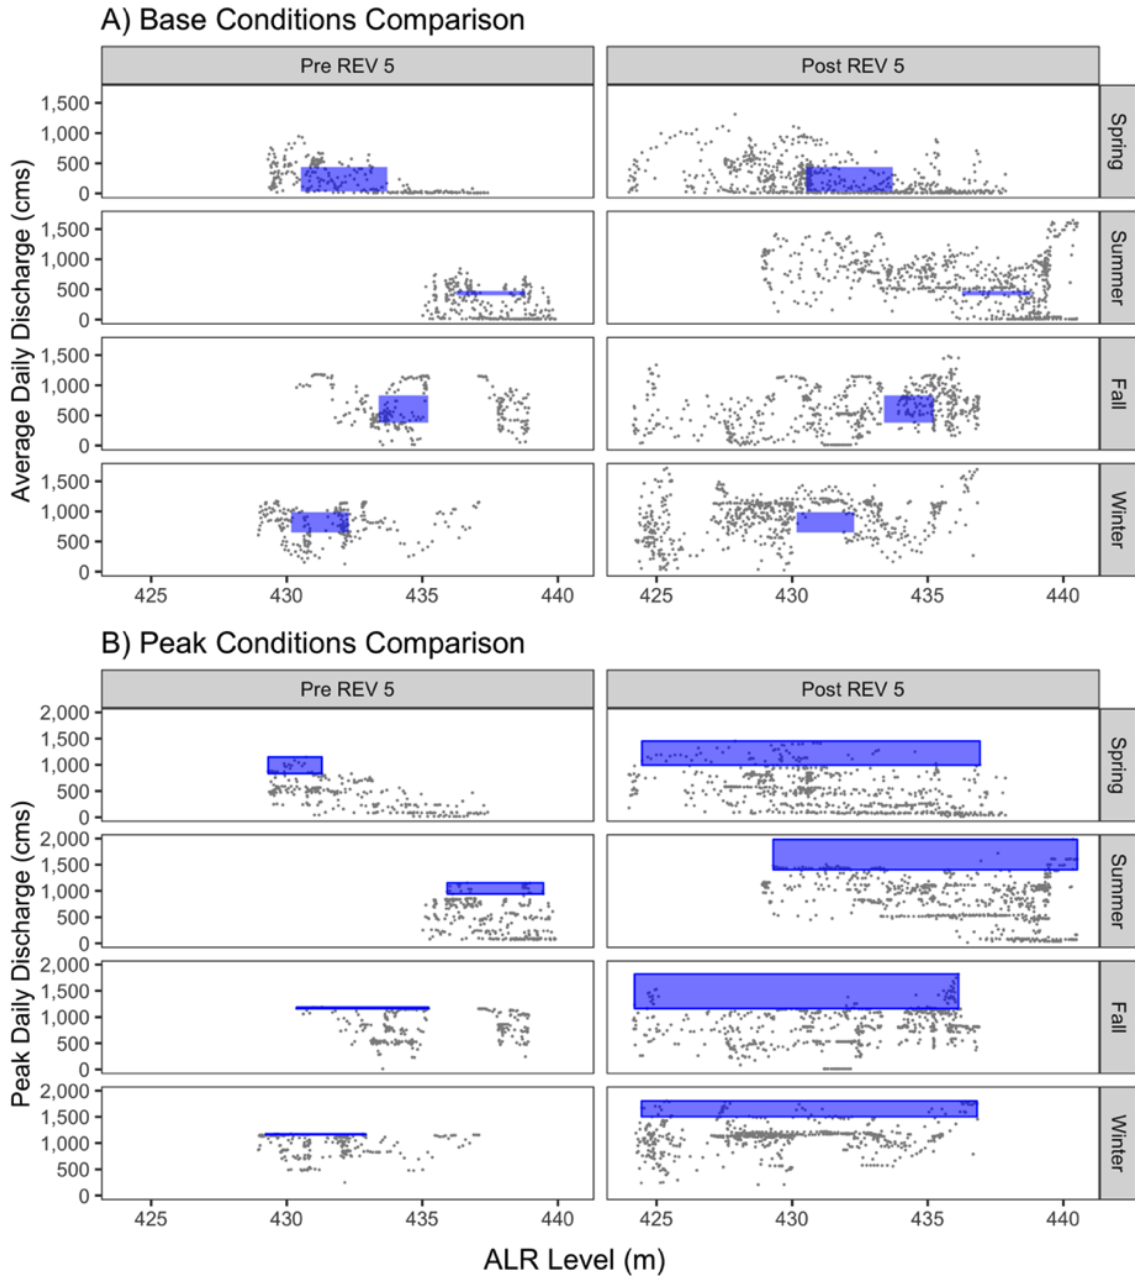 A) Base Conditions Comparison
Pre REV 5
Post REV 5
Average Daily Discharge (cms)
1,500
1,000
500
0
Spring
1,500
1,000
500
0
Summer
1,500
1,000
500
0
Fall
1,500
1,000
500
0
Winter
425 430 435 440
425 430 435 440
B) Peak Conditions Comparison
Pre REV 5
Post REV 5
Peak Daily Discharge (cms)
2,000
1,500
1,000
500
0
Spring
2,000
1,500
1,000
500
0
Summer
2,000
1,500
1,000
500
0
Fall
2,000
1,500
1,000
500
0
Winter
425 430 435 440
425 430 435 440
ALR Level (m)